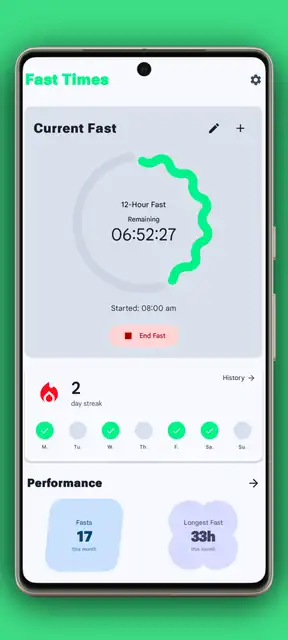 Fast Times
Current Fast
12-Hour Fast
Remaining
06:52:27
Started: 08:00 am
End Fast
History →
2
day streak
M. Tu. W. Th. F. Sa. Su.
Performance →
Fasts
17
this month
Longest Fast
33h
this month